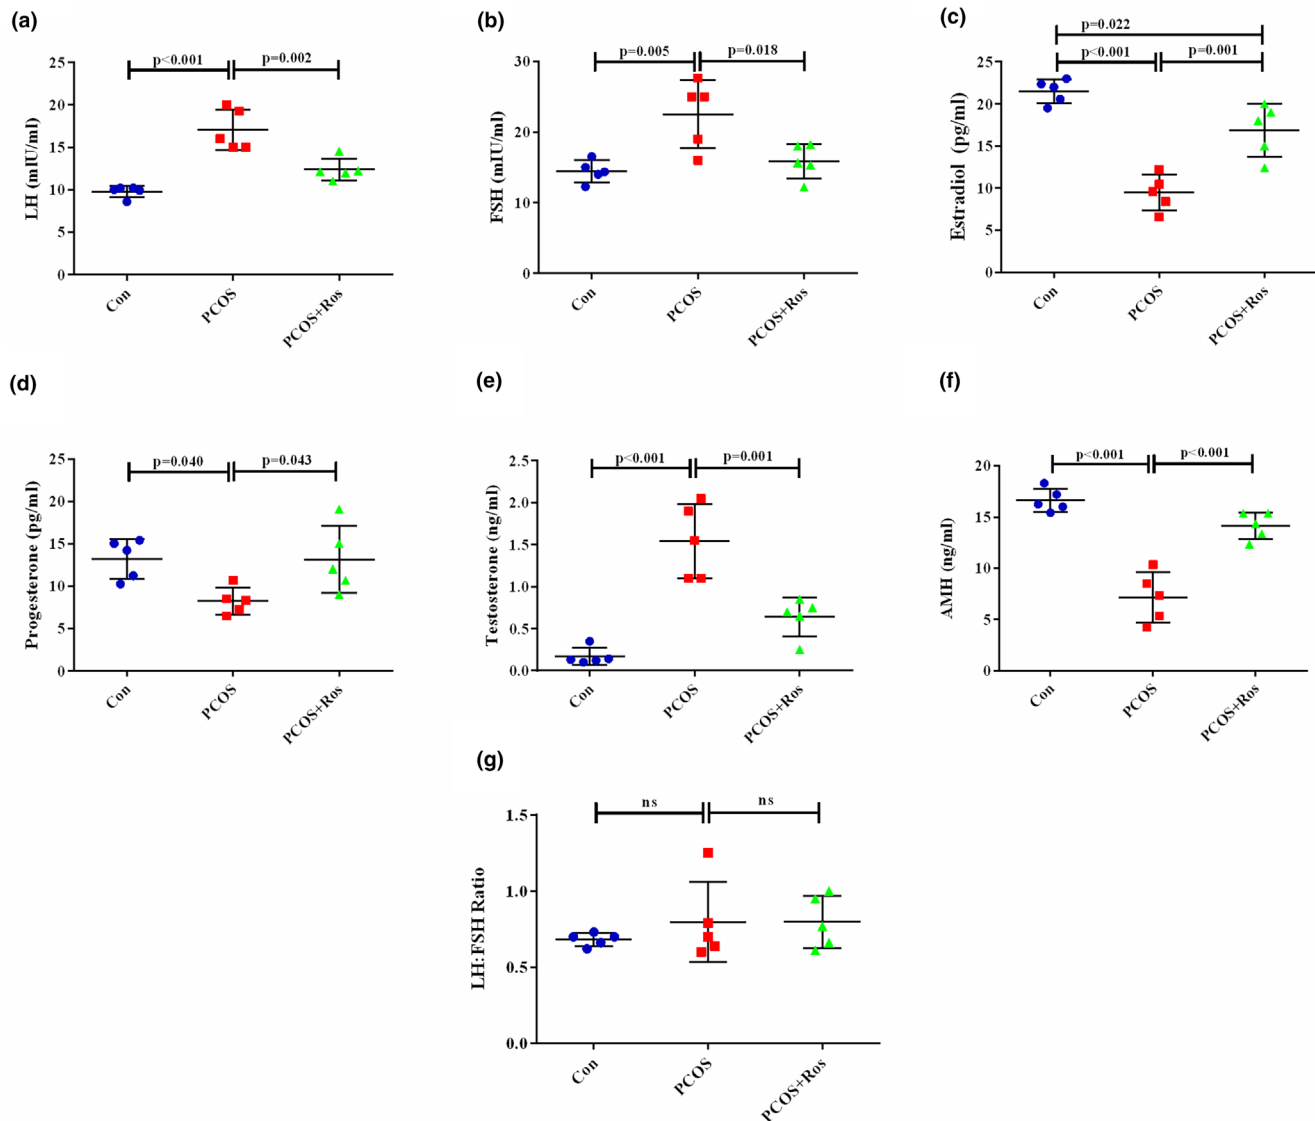 (a)
p<0.001
p=0.002
25
20
15
10
5
0
LH (mIU/ml)
Con
PCOS
PCOS+Ros
(b)
p=0.005
p=0.018
30
20
10
0
FSH (mIU/ml)
Con
PCOS
PCOS+Ros
(c)
p=0.022
p<0.001
p=0.001
25
20
15
10
5
0
Estradiol (pg/ml)
Con
PCOS
PCOS+Ros
(d)
p=0.040
p=0.043
25
20
15
10
5
0
Progesterone (pg/ml)
Con
PCOS
PCOS+Ros
(e)
p<0.001
p=0.001
2.5
2.0
1.5
1.0
0.5
0.0
Testosterone (ng/ml)
Con
PCOS
PCOS+Ros
(f)
p<0.001
p<0.001
20
15
10
5
0
AMH (ng/ml)
Con
PCOS
PCOS+Ros
(g)
ns
ns
1.5
1.0
0.5
0.0
LH:FSH Ratio
Con
PCOS
PCOS+Ros